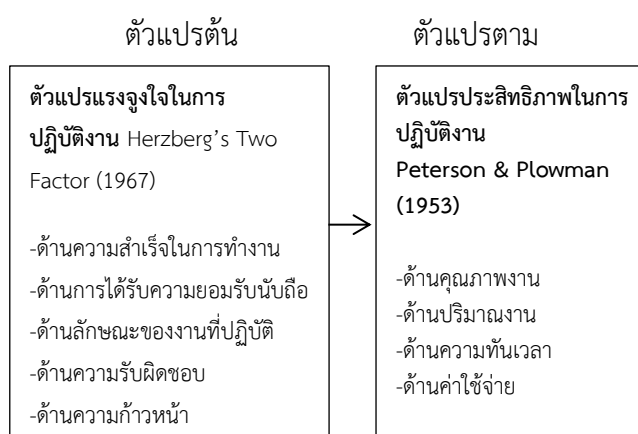 ตัวแปรต้น
ตัวแปรแรงจูงใจในการ
ปฏิบัติงาน Herzberg's Two
Factor (1967)
-ด้านความสำเร็จในการทำงาน
-ด้านการได้รับความยอมรับนับถือ
-ด้านลักษณะของงานที่ปฏิบัติ
-ด้านความรับผิดชอบ
-ด้านความก้าวหน้า
ตัวแปรตาม
ตัวแปรประสิทธิภาพในการ
ปฏิบัติงาน
Peterson & Plowman
(1953)
-ด้านคุณภาพงาน
-ด้านปริมาณงาน
-ด้านความทันเวลา
-ด้านค่าใช้จ่าย